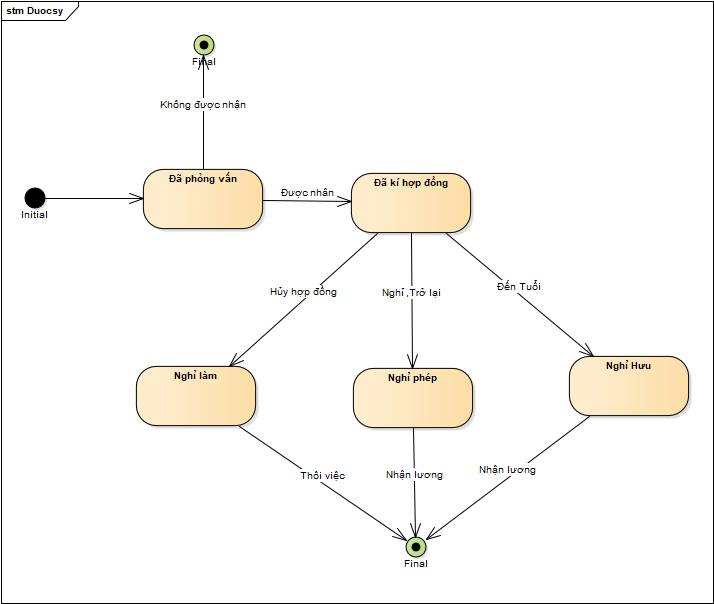 stm Duocsy
Final
Không được nhận
Đã phỏng vấn
Được nhân
Đã kí hợp đồng
Initial
Hủy hợp đồng
Nghỉ ,Trở lại
Đến Tuổi
Nghỉ làm
Nghỉ phép
Nghỉ Hưu
Thôi việc
Nhận lương
Nhận lương
Final